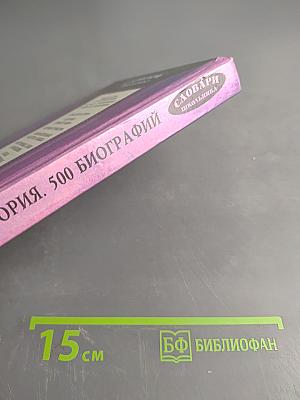 ОРИЯ. 500 БИОГРАФИЙ
СЛОВАРИ
ШКОЛЬНИКА
15 см
БФ БИБЛИОФАН